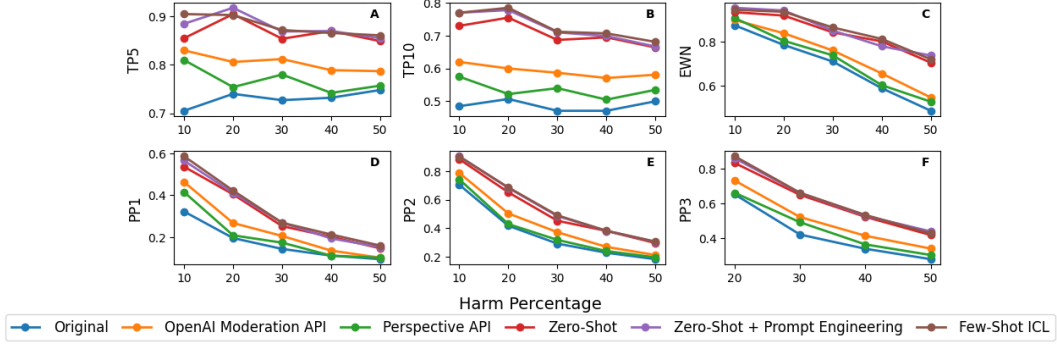 A
0.9
0.8
0.7
TP5
10 20 30 40 50
B
0.8
0.7
0.6
0.5
TP10
10 20 30 40 50
C
0.8
0.6
EWN
10 20 30 40 50
D
0.6
0.4
0.2
PP1
10 20 30 40 50
E
0.8
0.6
0.4
0.2
PP2
10 20 30 40 50
F
0.8
0.6
0.4
PP3
20 30 40 50
Harm Percentage
Original OpenAI Moderation API Perspective API Zero-Shot Zero-Shot + Prompt Engineering Few-Shot ICL